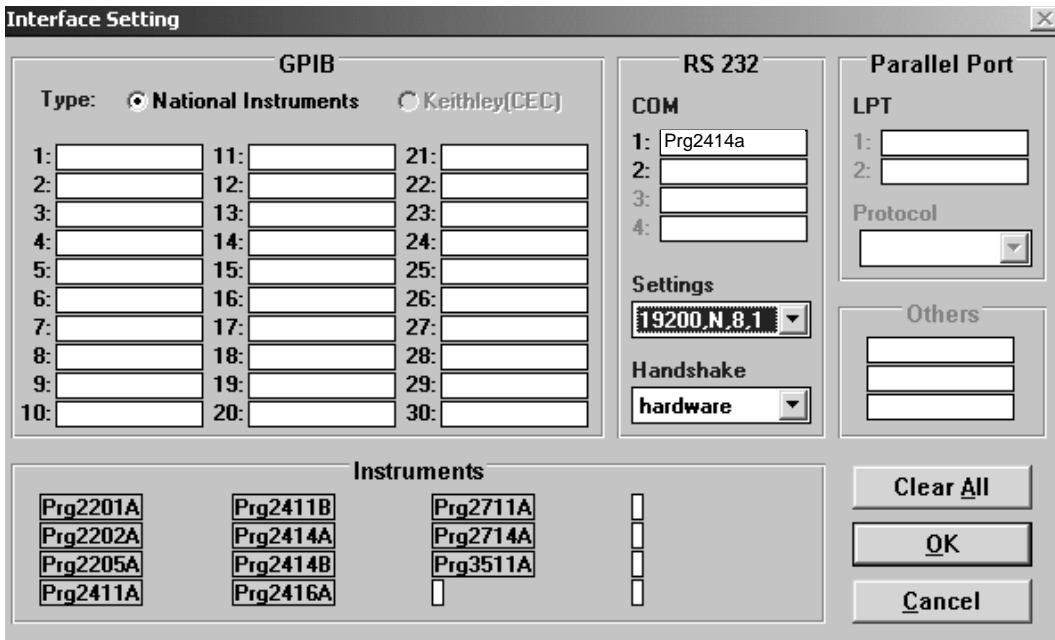 Interface Setting
GPIB
Type: National Instruments Keithley(CEC)
1: 11: 21:
2: 12: 22:
3: 13: 23:
4: 14: 24:
5: 15: 25:
6: 16: 26:
7: 17: 27:
8: 18: 28:
9: 19: 29:
10: 20: 30:
RS 232
COM
1: Prg2414a
2:
3:
4:
Settings
19200,N,8,1
Handshake
hardware
Parallel Port
LPT
1:
2:
Protocol
Others
Instruments
Prg2201A Prg2411B Prg2711A
Prg2202A Prg2414A Prg2714A
Prg2205A Prg2414B Prg3511A
Prg2411A Prg2416A
Clear All
OK
Cancel